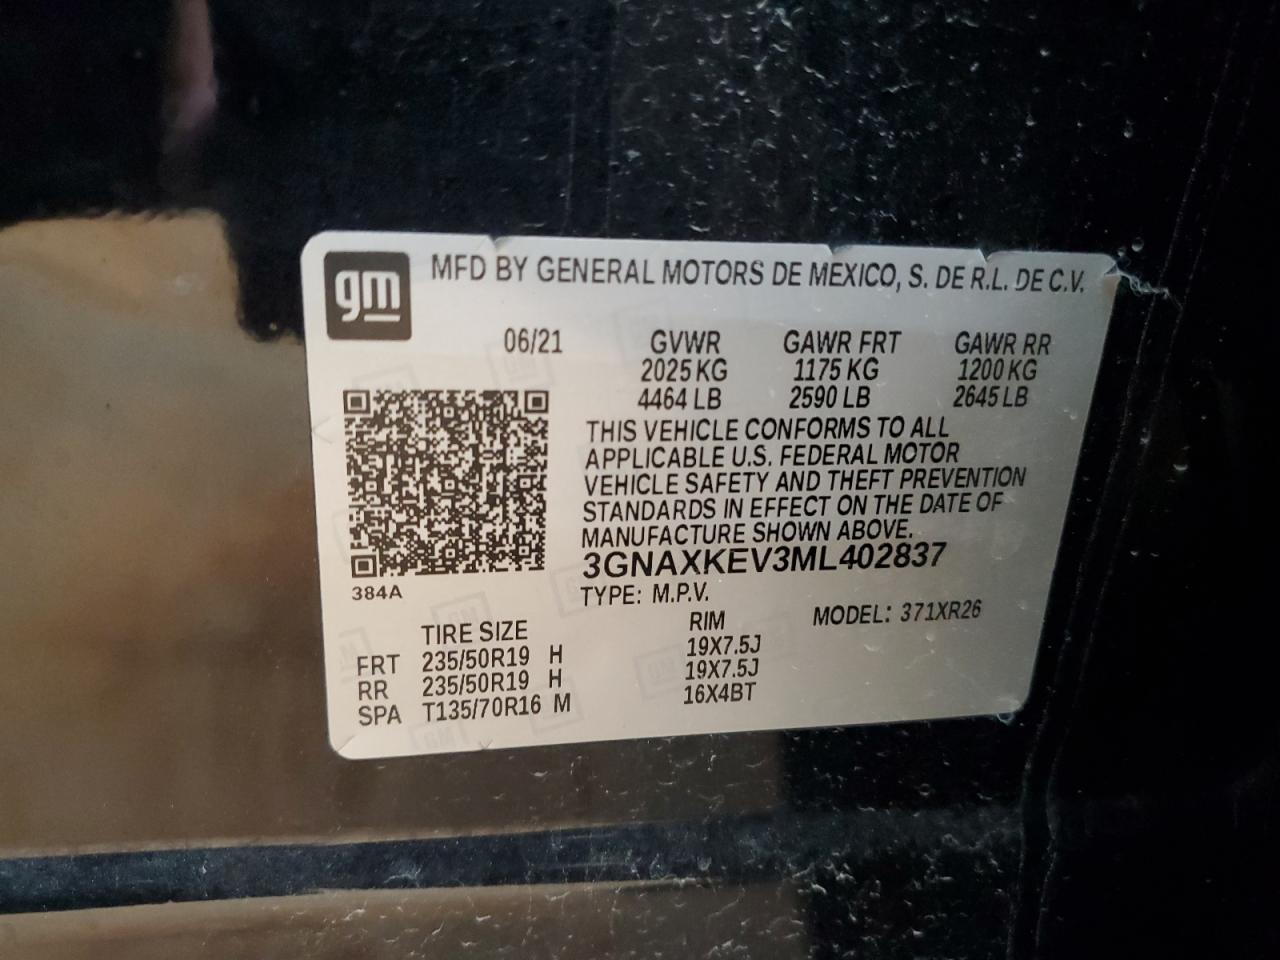 gm
MFD BY GENERAL MOTORS DE MEXICO, S. DE R.L. DE C.V.
06/21 GVWR GAWR FRT GAWR RR
2025 KG 1175 KG 1200 KG
4464 LB 2590 LB 2645 LB
THIS VEHICLE CONFORMS TO ALL
APPLICABLE U.S. FEDERAL MOTOR
VEHICLE SAFETY AND THEFT PREVENTION
STANDARDS IN EFFECT ON THE DATE OF
MANUFACTURE SHOWN ABOVE.
3GNAXKEV3ML402837
384A
TYPE: M.P.V.
MODEL: 371XR26
TIRE SIZE RIM
FRT 235/50R19 H 19X7.5J
RR 235/50R19 H 19X7.5J
SPA T135/70R16 M 16X4BT